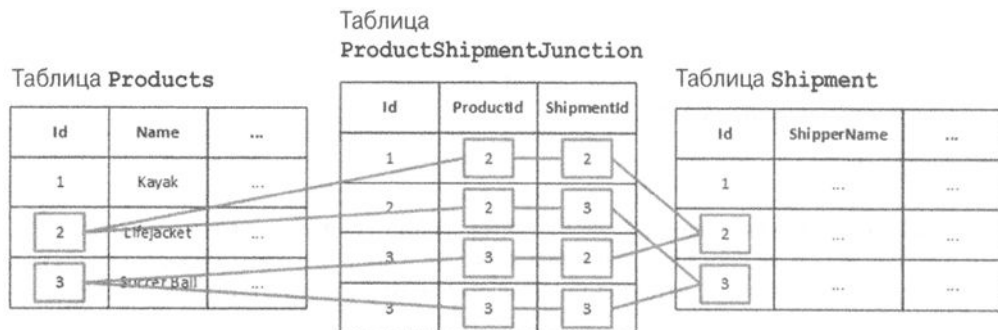 Таблица
ProductShipmentJunction
Таблица Products
Таблица Shipment
Id Name ...
1 Kayak ...
2 Lifejacket ...
3 Soccer Ball ...
Id ProductId ShipmentId
1 2 2
2 2 3
3 3 2
3 3 3
Id ShipperName ...
1 ... ...
2 ... ...
3 ... ...